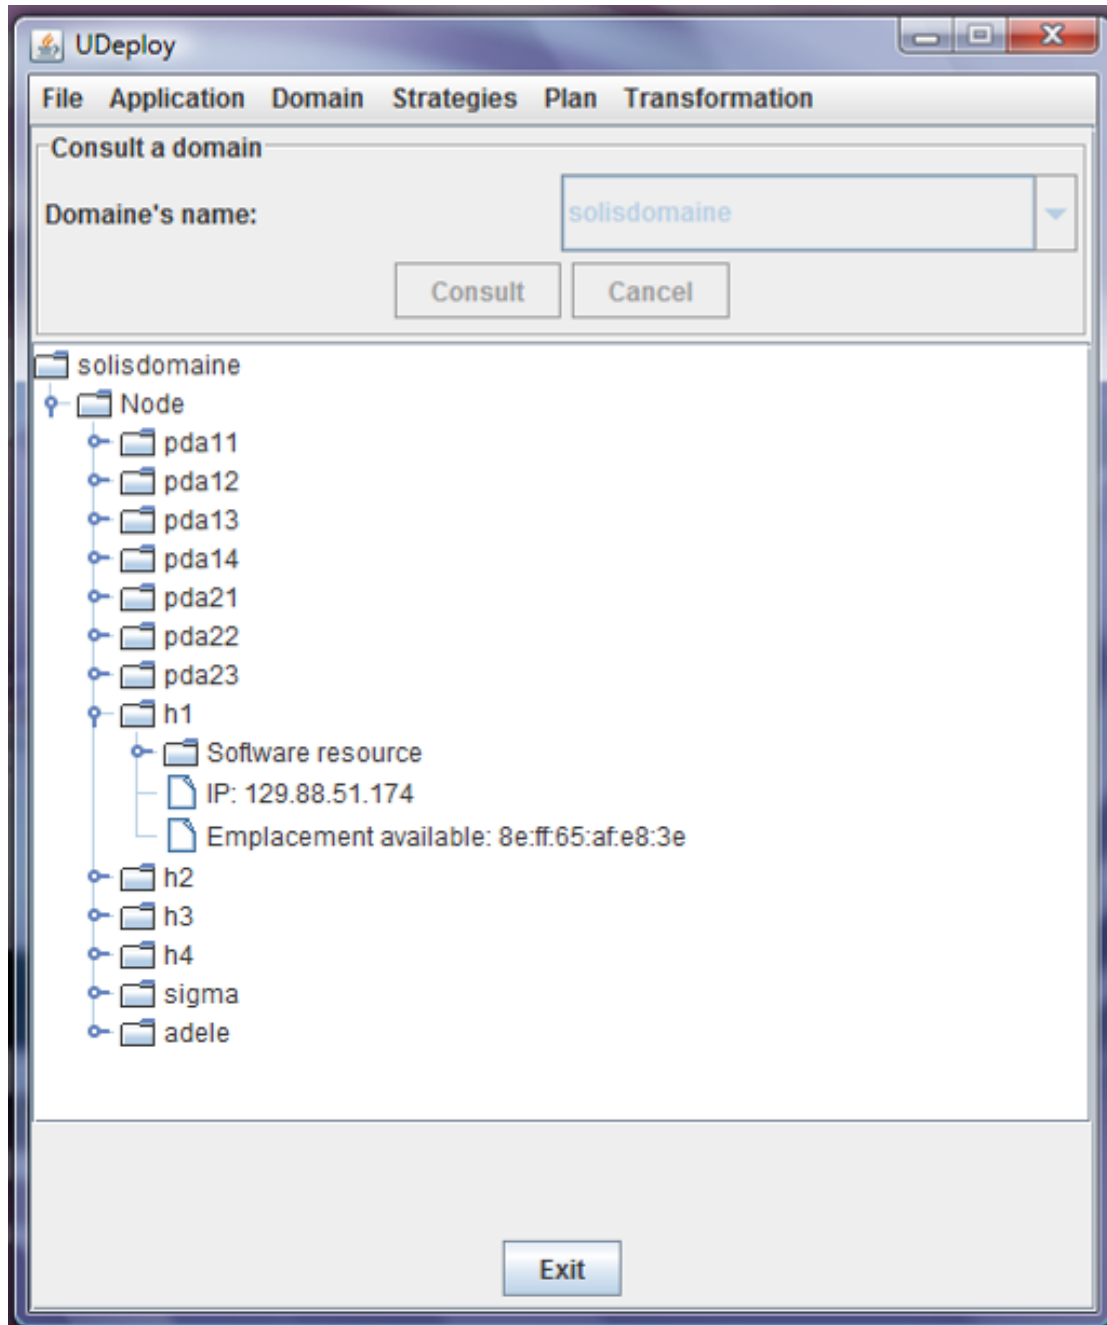 UDeploy
File Application Domain Strategies Plan Transformation
Consult a domain
Domaine's name: solisdomaine
Consult Cancel
solisdomaine
Node
pda11
pda12
pda13
pda14
pda21
pda22
pda23
h1
Software resource
IP: 129.88.51.174
Emplacement available: 8e:ff:65:af:e8:3e
h2
h3
h4
sigma
adele
Exit